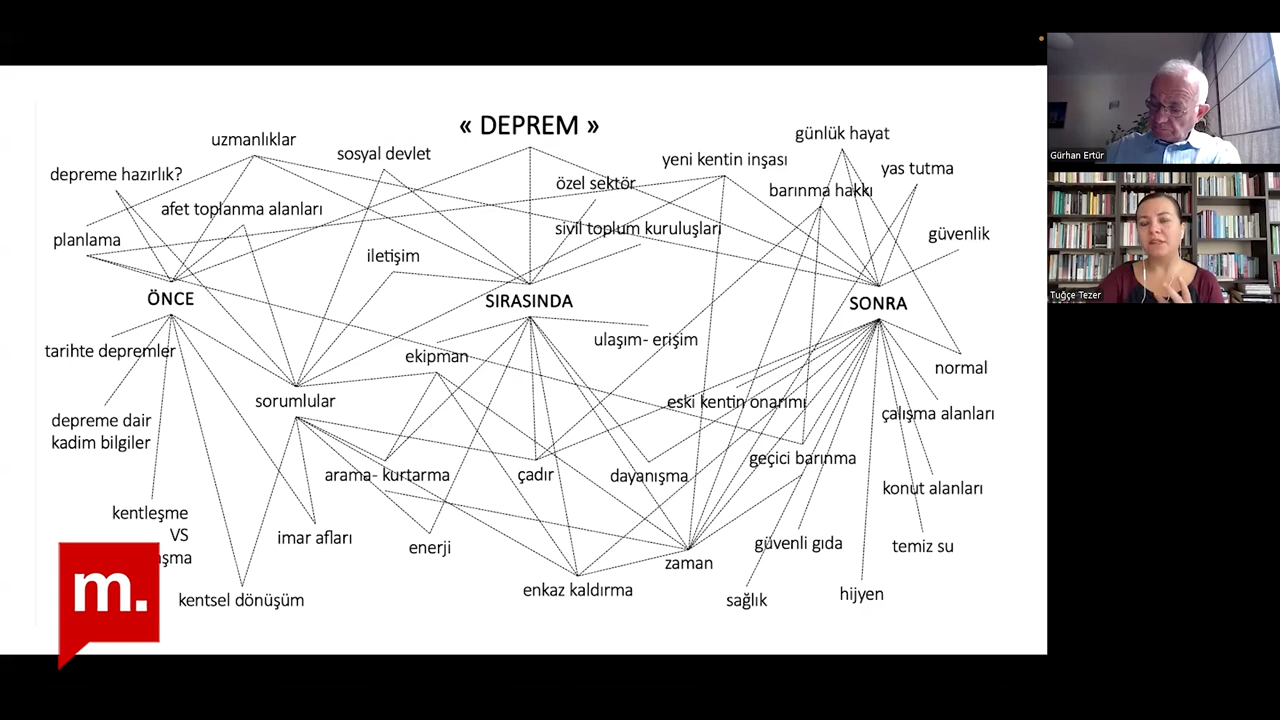 « DEPREM »
uzmanlıklar
sosyal devlet
günlük hayat
yeni kentin inşası
depreme hazırlık?
özel sektör
yas tutma
barınma hakkı
afet toplanma alanları
sivil toplum kuruluşları
planlama
güvenlik
iletişim
ÖNCE
SIRASINDA
SONRA
ulaşım- erişim
tarihte depremler
ekipman
normal
sorumlular
eski kentin onarımı
çalışma alanları
depreme dair
kadim bilgiler
geçici barınma
arama- kurtarma
çadır
dayanışma
konut alanları
kentleşme
VS
imar afları
enerji
güvenli gıda
temiz su
zaman
enkaz kaldırma
kentsel dönüşüm
sağlık
hijyen
m.
Gürhan Ertür
Tuğçe Tezer